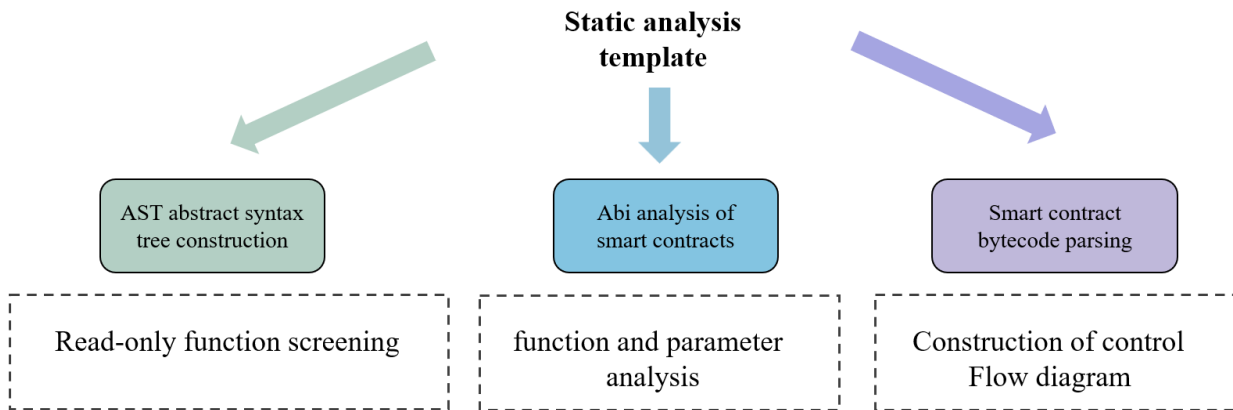 Static analysis
template
AST abstract syntax
tree construction
Abi analysis of
smart contracts
Smart contract
bytecode parsing
Read-only function screening
function and parameter
analysis
Construction of control
Flow diagram